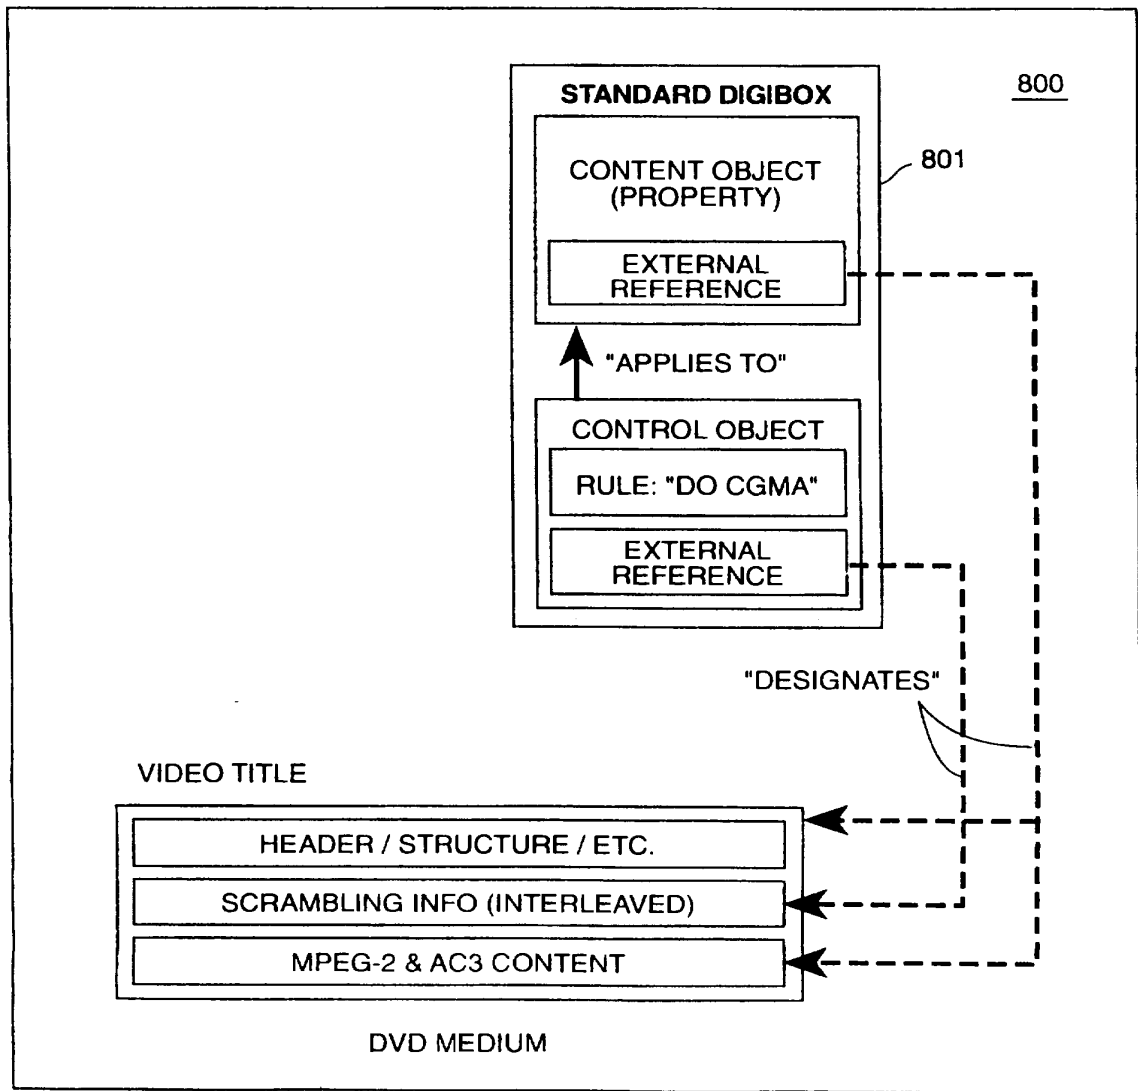 800
STANDARD DIGIBOX
801
CONTENT OBJECT
(PROPERTY)
EXTERNAL
REFERENCE
"APPLIES TO"
CONTROL OBJECT
RULE: "DO CGMA"
EXTERNAL
REFERENCE
"DESIGNATES"
VIDEO TITLE
HEADER / STRUCTURE / ETC.
SCRAMBLING INFO (INTERLEAVED)
MPEG-2 & AC3 CONTENT
DVD MEDIUM